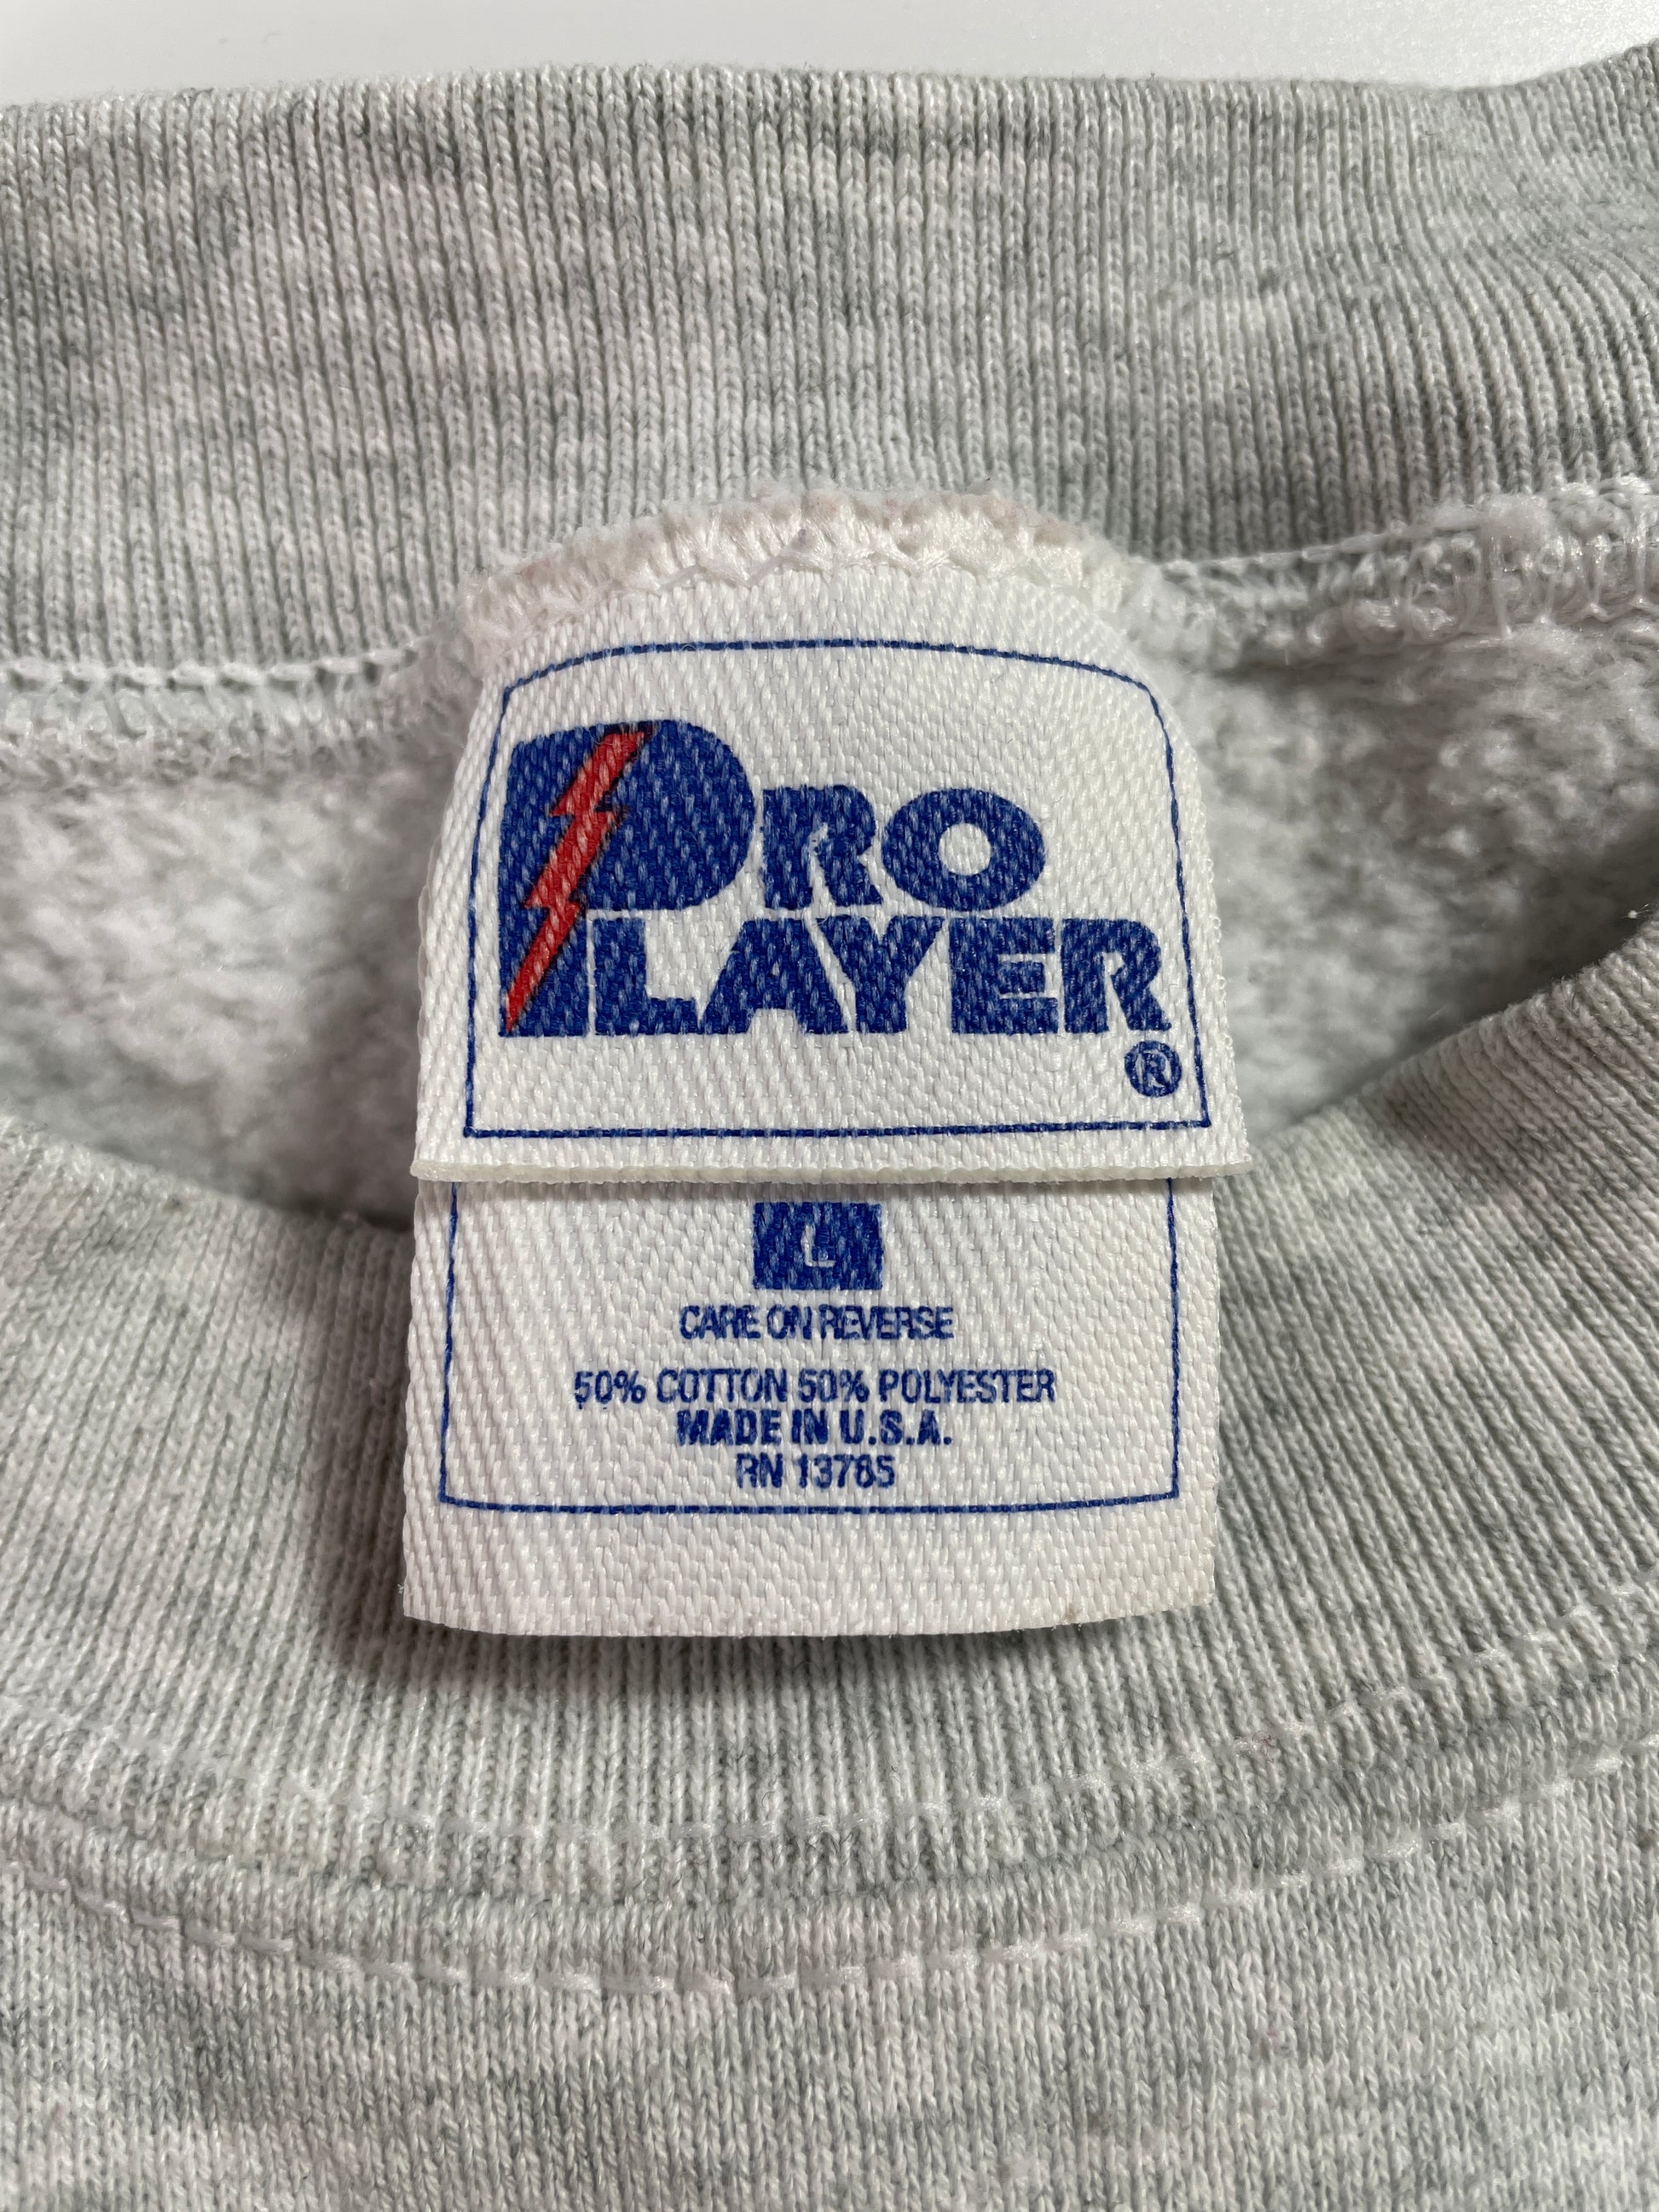 PRO
PLAYER
®
L
CARE ON REVERSE
50% COTTON 50% POLYESTER
MADE IN U.S.A.
RN 13765